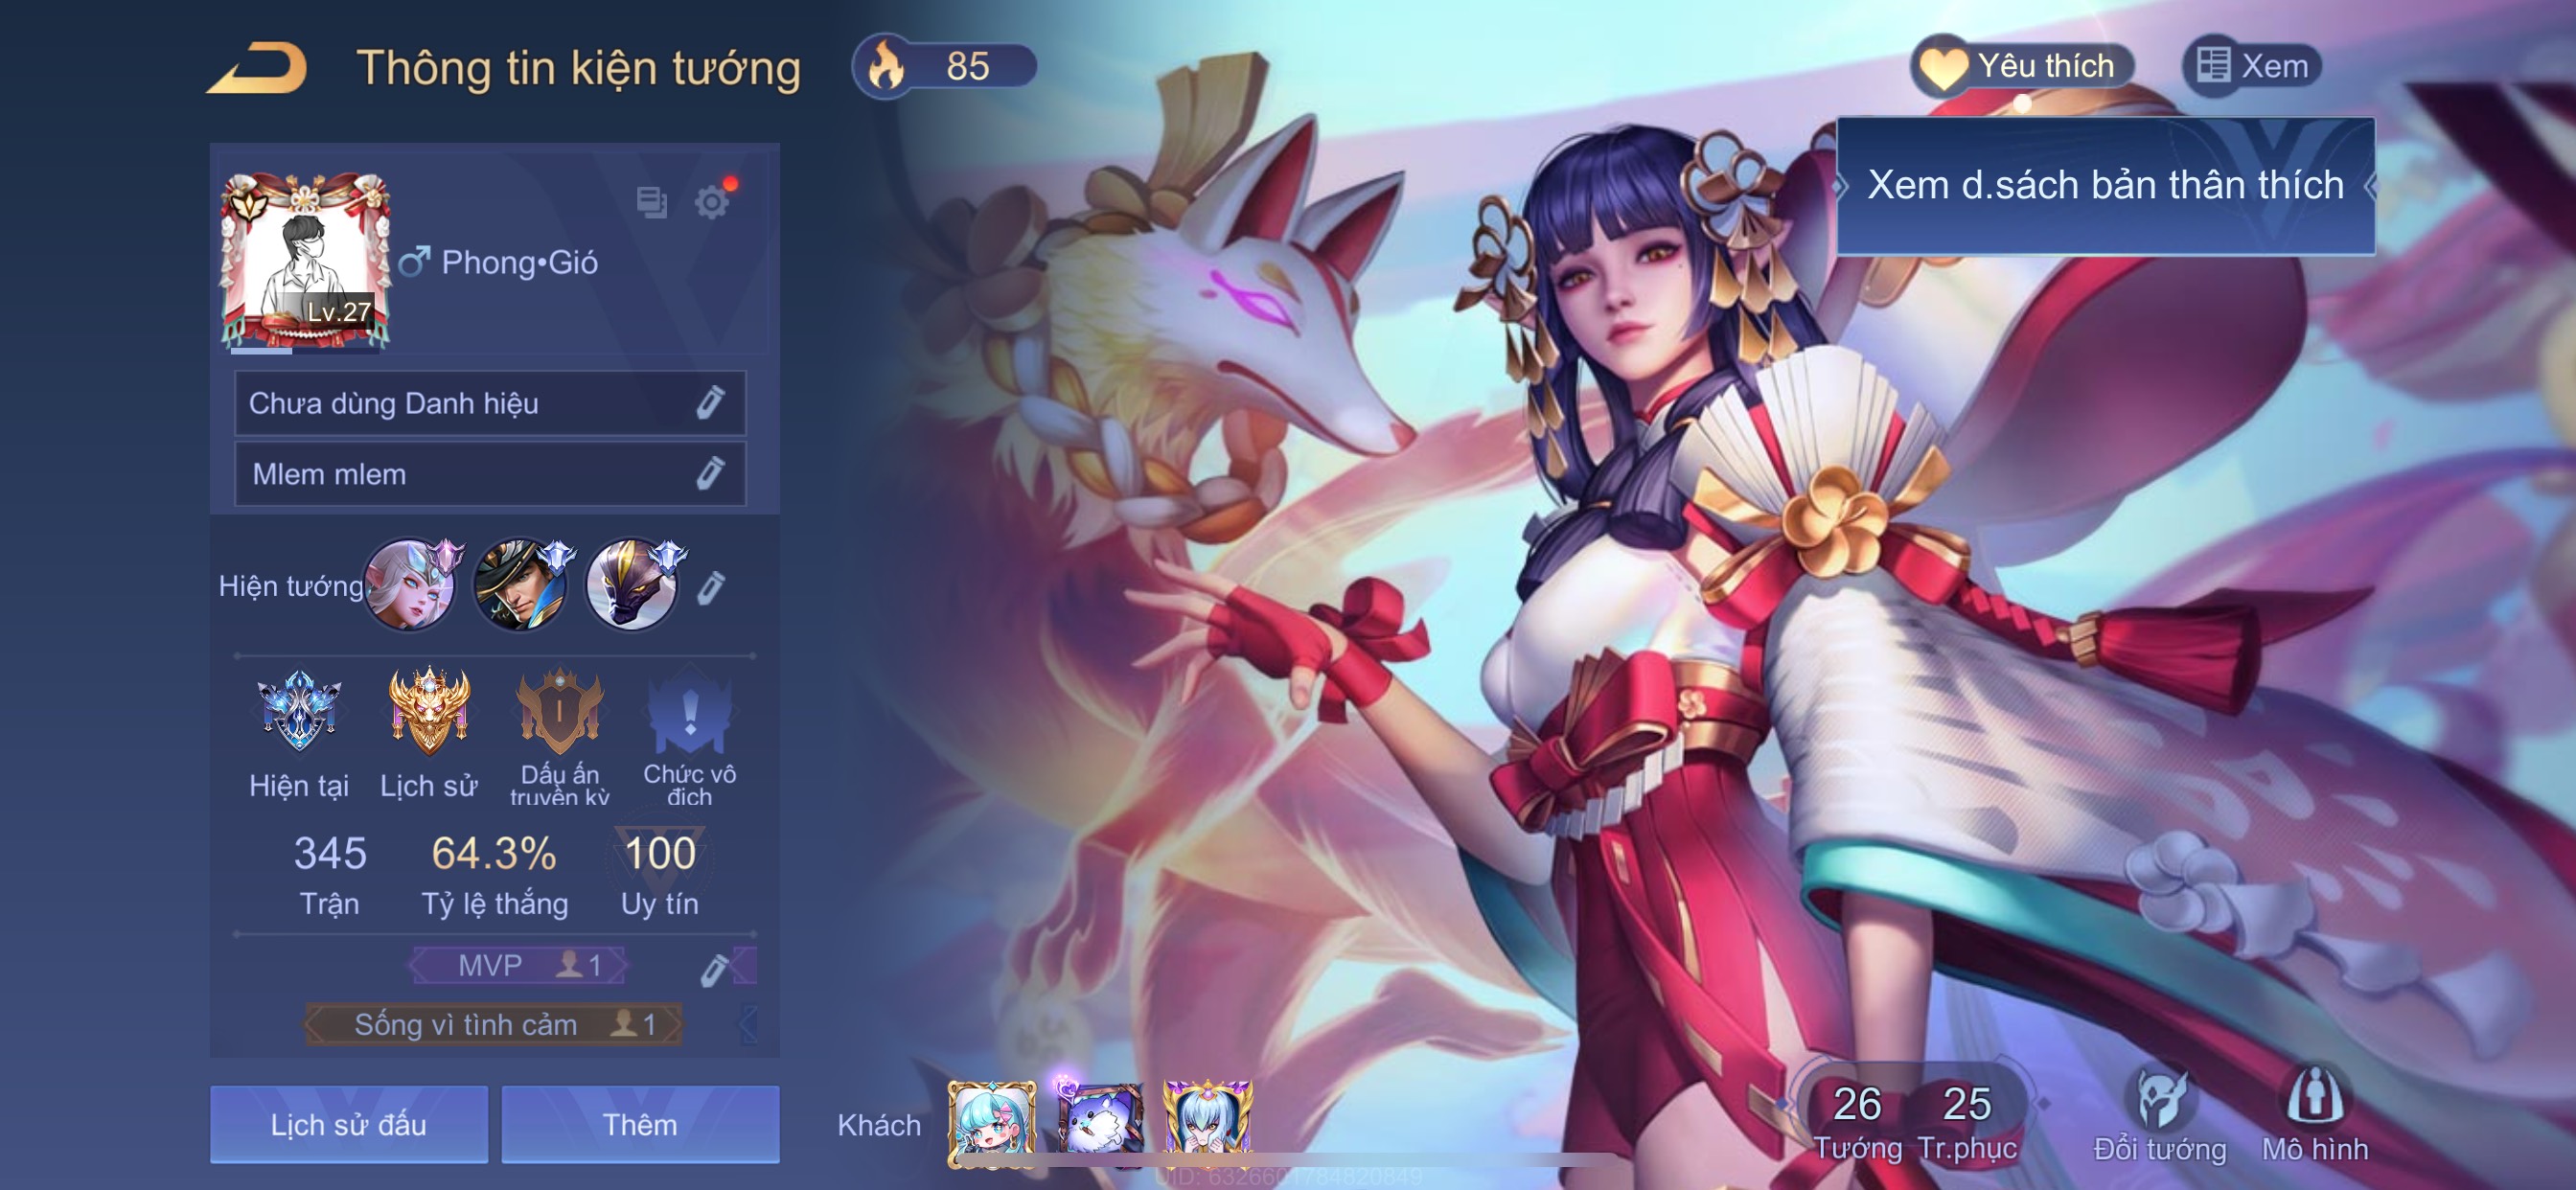 Thông tin kiện tướng
85
Yêu thích
Xem
Xem d.sách bản thân thích
Phong•Gió
Lv.27
Chưa dùng Danh hiệu
Mlem mlem
Hiện tướng
Hiện tại
Lịch sử
Dấu ấn
truyền kỳ
Chức vô
địch
345
64.3%
100
Trận
Tỷ lệ thắng
Uy tín
MVP 1
Sống vì tình cảm 1
Lịch sử đấu
Thêm
Khách
26
25
Tướng
Tr.phục
Đổi tướng
Mô hình
UID: 6326601784820849